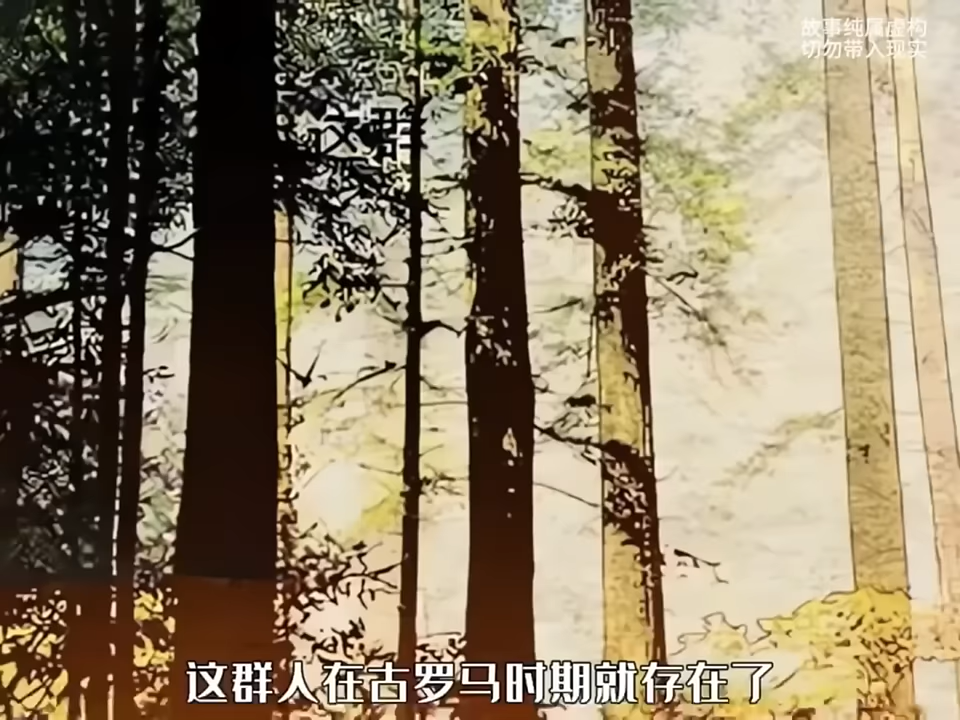 故事纯属虚构
切勿带入现实
这群
这群人在古罗马时期就存在了